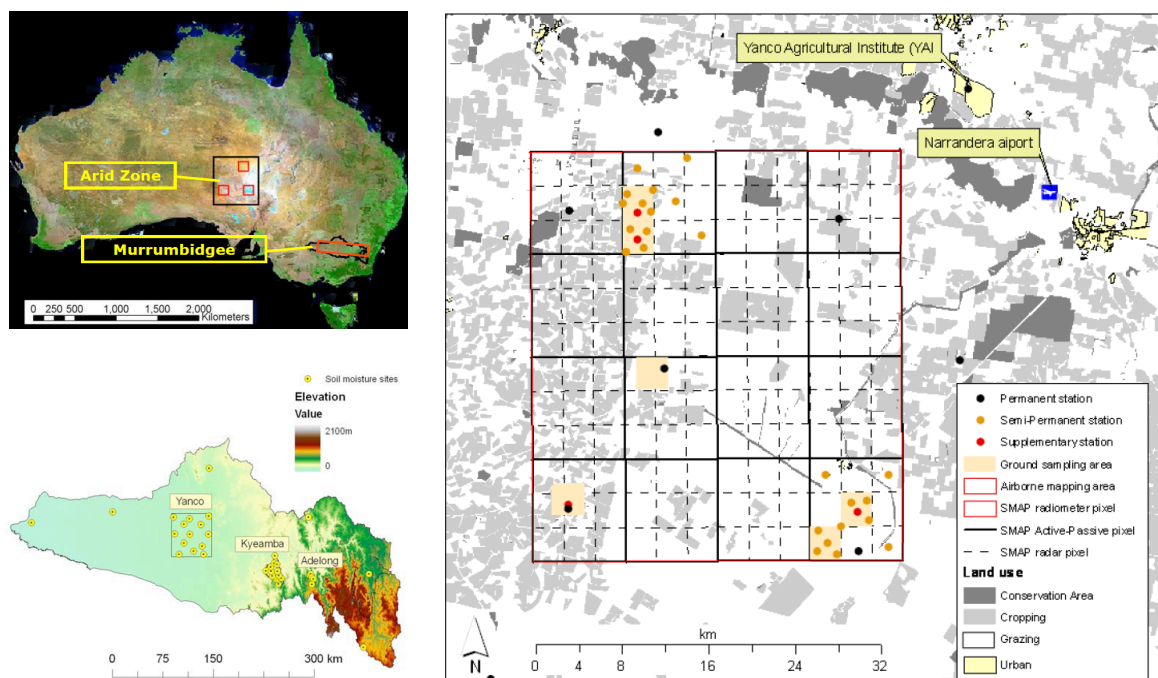 Arid Zone
Murrumbidgee
0 250 500 1,000 1,500 2,000
Kilometers
Soil moisture sites
Elevation
Value
2100m
0
Yanco
Kyeamba
Adelong
0 75 150 300 km
Yanco Agricultural Institute (YAI
Narrandera aiport
Permanent station
Semi-Permanent station
Supplementary station
Ground sampling area
Airborne mapping area
SMAP radiometer pixel
SMAP Active-Passive pixel
SMAP radar pixel
Land use
Conservation Area
Cropping
Grazing
Urban
km
0 4 8 16 24 32
N